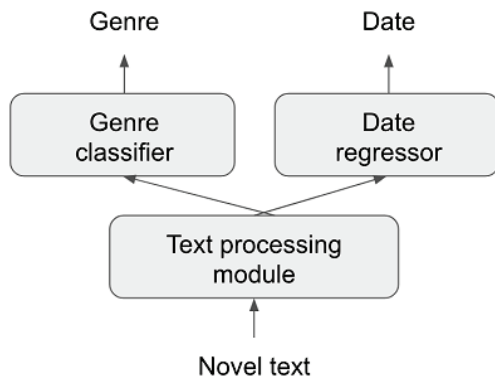 Genre
Date
Genre
classifier
Date
regressor
Text processing
module
Novel text